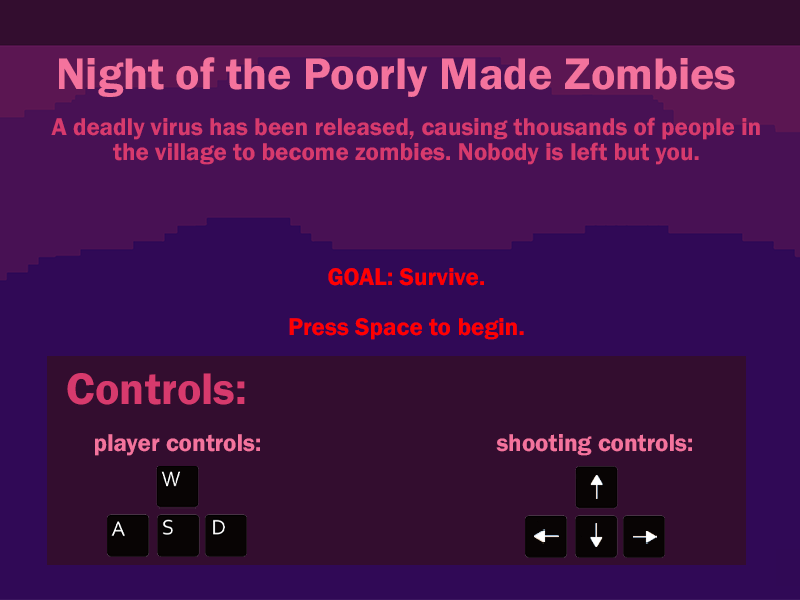 Night of the Poorly Made Zombies
A deadly virus has been released, causing thousands of people in
the village to become zombies. Nobody is left but you.
GOAL: Survive.
Press Space to begin.
Controls:
player controls:
shooting controls:
W
↑
A S D
← ↓ →